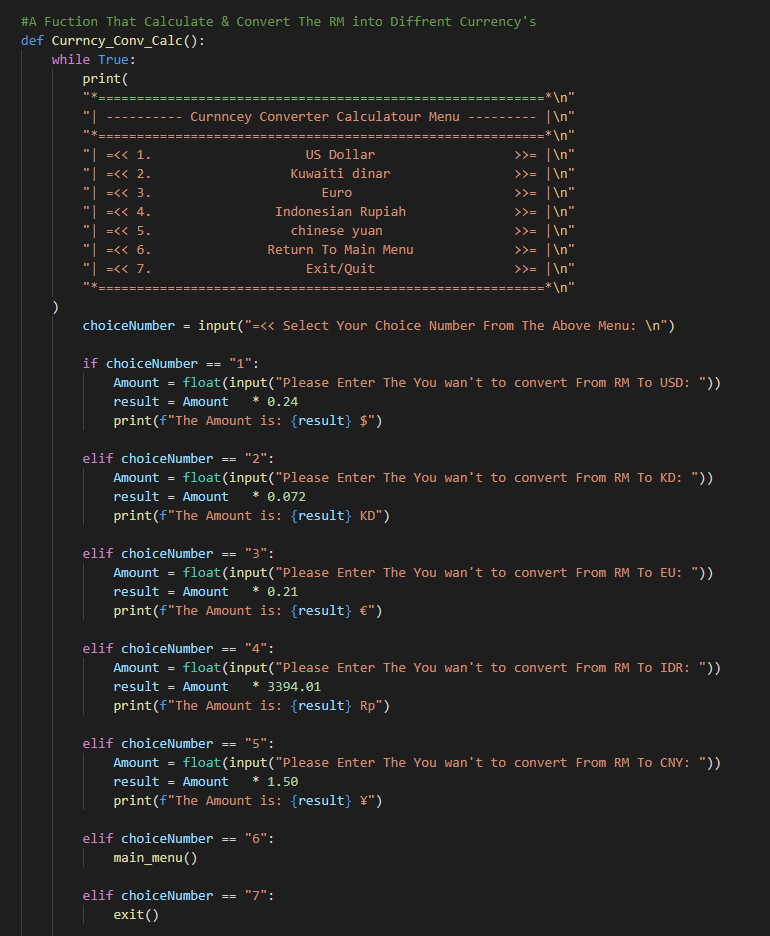 #A Fuction That Calculate & Convert The RM into Diffrent Currency's
def Currncy_Conv_Calc():
    while True:
        print(
        "*==========================================================*\n"
        "| ---------- Curnncey Converter Calculatour Menu --------- |\n"
        "*==========================================================*\n"
        "| =<< 1.                    US Dollar                  >>= |\n"
        "| =<< 2.                  Kuwaiti dinar                >>= |\n"
        "| =<< 3.                      Euro                     >>= |\n"
        "| =<< 4.                Indonesian Rupiah              >>= |\n"
        "| =<< 5.                  chinese yuan                 >>= |\n"
        "| =<< 6.               Return To Main Menu             >>= |\n"
        "| =<< 7.                    Exit/Quit                  >>= |\n"
        "*==========================================================*\n"
    )
        choiceNumber = input("=<< Select Your Choice Number From The Above Menu: \n")
        if choiceNumber == "1":
            Amount = float(input("Please Enter The You wan't to convert From RM To USD: "))
            result = Amount   * 0.24
            print(f"The Amount is: {result} $")
        elif choiceNumber == "2":
            Amount = float(input("Please Enter The You wan't to convert From RM To KD: "))
            result = Amount   * 0.072
            print(f"The Amount is: {result} KD")
        elif choiceNumber == "3":
            Amount = float(input("Please Enter The You wan't to convert From RM To EU: "))
            result = Amount   * 0.21
            print(f"The Amount is: {result} €")
        elif choiceNumber == "4":
            Amount = float(input("Please Enter The You wan't to convert From RM To IDR: "))
            result = Amount   * 3394.01
            print(f"The Amount is: {result} Rp")
        elif choiceNumber == "5":
            Amount = float(input("Please Enter The You wan't to convert From RM To CNY: "))
            result = Amount   * 1.50
            print(f"The Amount is: {result} ¥")
        elif choiceNumber == "6":
            main_menu()
        elif choiceNumber == "7":
            exit()